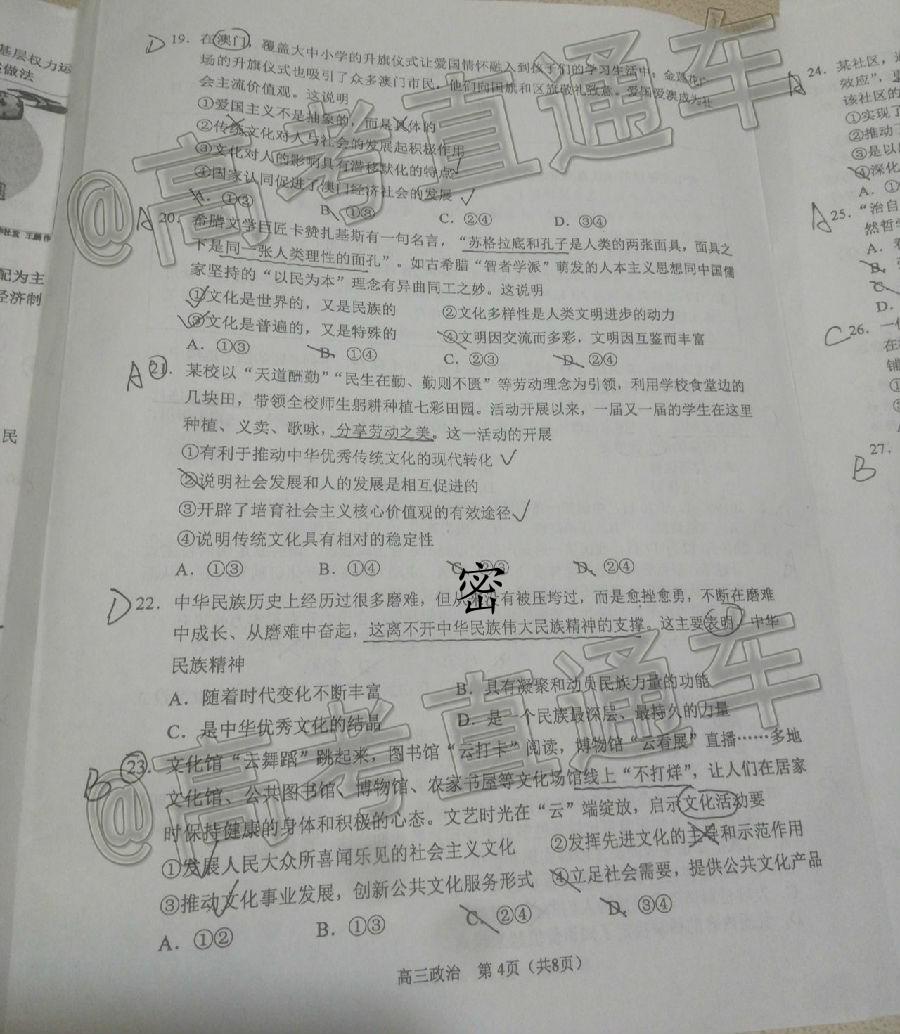 基层权力运
做法
配为主
经济制
民
D 19. 在澳门，覆盖大中小学的升旗仪式让爱国情怀融入到孩子们的学习生活中；金莲花广
场的升旗仪式也吸引了众多澳门市民，他们向国旗和区旗敬礼致意。爱国爱澳成为社
会主流价值观。这说明
①爱国主义不是抽象的，而是具体的
②传统文化对人与社会的发展起积极作用
③文化对人的影响具有潜移默化的特点
④国家认同促进了澳门经济社会的发展
A. ①② B. ①③ C. ②④ D. ③④
A 20. 希腊文学巨匠卡赞扎基斯有一句名言，“苏格拉底和孔子是人类的两张面具，面具之
下是同一张人类理性的面孔”。如古希腊“智者学派”萌发的人本主义思想同中国儒
家坚持的“以民为本”理念有异曲同工之妙。这说明
①文化是世界的，又是民族的 ②文化多样性是人类文明进步的动力
③文化是普遍的，又是特殊的 ④文明因交流而多彩，文明因互鉴而丰富
A. ①③ B. ①④ C. ②③ D. ②④
A 21. 某校以“天道酬勤”“民生在勤、勤则不匮”等劳动理念为引领，利用学校食堂边的
几块田，带领全校师生躬耕种植七彩田园。活动开展以来，一届又一届的学生在这里
种植、义卖、歌咏，分享劳动之美。这一活动的开展
①有利于推动中华优秀传统文化的现代转化
②说明社会发展和人的发展是相互促进的
③开辟了培育社会主义核心价值观的有效途径
④说明传统文化具有相对的稳定性
A. ①③ B. ①④ C. ②③ D. ②④
密
D 22. 中华民族历史上经历过很多磨难，但从来没有被压垮过，而是愈挫愈勇，不断在磨难
中成长、从磨难中奋起，这离不开中华民族伟大民族精神的支撑。这主要表明，中华
民族精神
A. 随着时代变化不断丰富 B. 具有凝聚和动员民族力量的功能
C. 是中华优秀文化的结晶 D. 是一个民族最深层、最持久的力量
B 23. 文化馆“云舞蹈”跳起来，图书馆“云打卡”阅读，博物馆“云看展”直播……多地
文化馆、公共图书馆、博物馆、农家书屋等文化场馆线上“不打烊”，让人们在居家
时保持健康的身体和积极的心态。文艺时光在“云”端绽放，启示文化活动要
①发展人民大众所喜闻乐见的社会主义文化 ②发挥先进文化的主导和示范作用
③推动文化事业发展，创新公共文化服务形式 ④立足社会需要，提供公共文化产品
A. ①② B. ①③ C. ②④ D. ③④
高三政治 第4页（共8页）
A 24. 某社区，
效应”，
该社区的
①实现了
②推动
③是以
④深化
A. ①
A 25. “治自
然哲学
A.
B.
C.
D.
C 26.
在
铺
B 27.
@高考直通车
@高考直通车